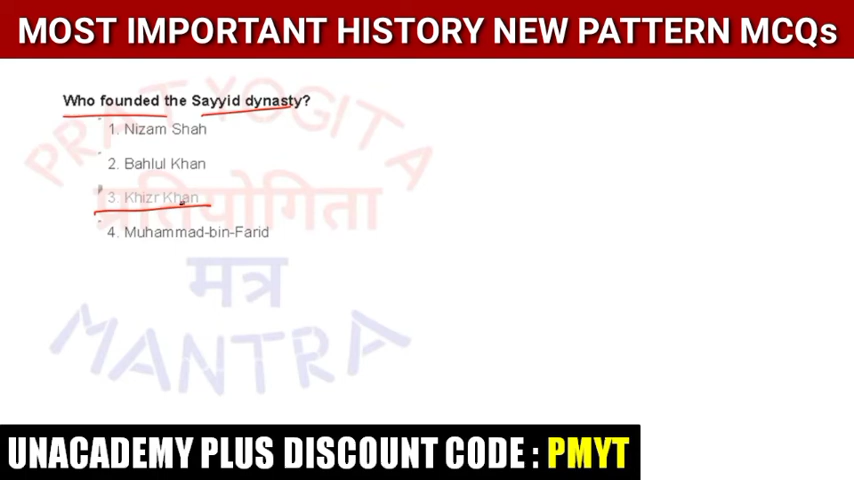 MOST IMPORTANT HISTORY NEW PATTERN MCQs
Who founded the Sayyid dynasty?
1. Nizam Shah
2. Bahlul Khan
3. Khizr Khan
4. Muhammad-bin-Farid
PRATIYOGITA
प्रतियोगिता
मंत्र
MANTRA
UNACADEMY PLUS DISCOUNT CODE : PMYT